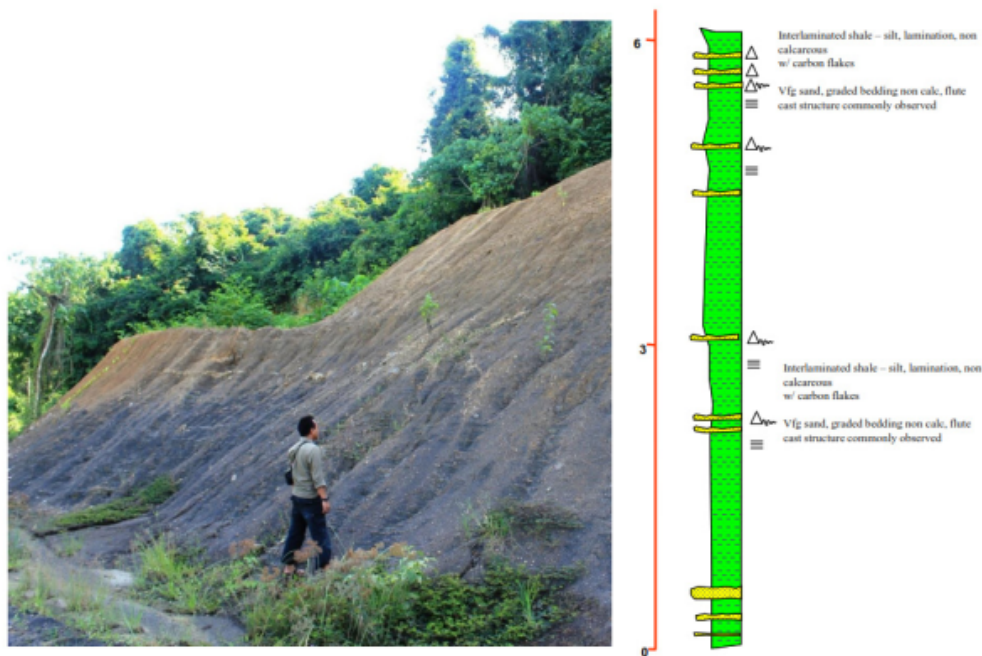 6
Interlaminated shale – silt, lamination, non
calcareous
w/ carbon flakes
Vfg sand, graded bedding non calc, flute
cast structure commonly observed
3
Interlaminated shale – silt, lamination, non
calcareous
w/ carbon flakes
Vfg sand, graded bedding non calc, flute
cast structure commonly observed
0